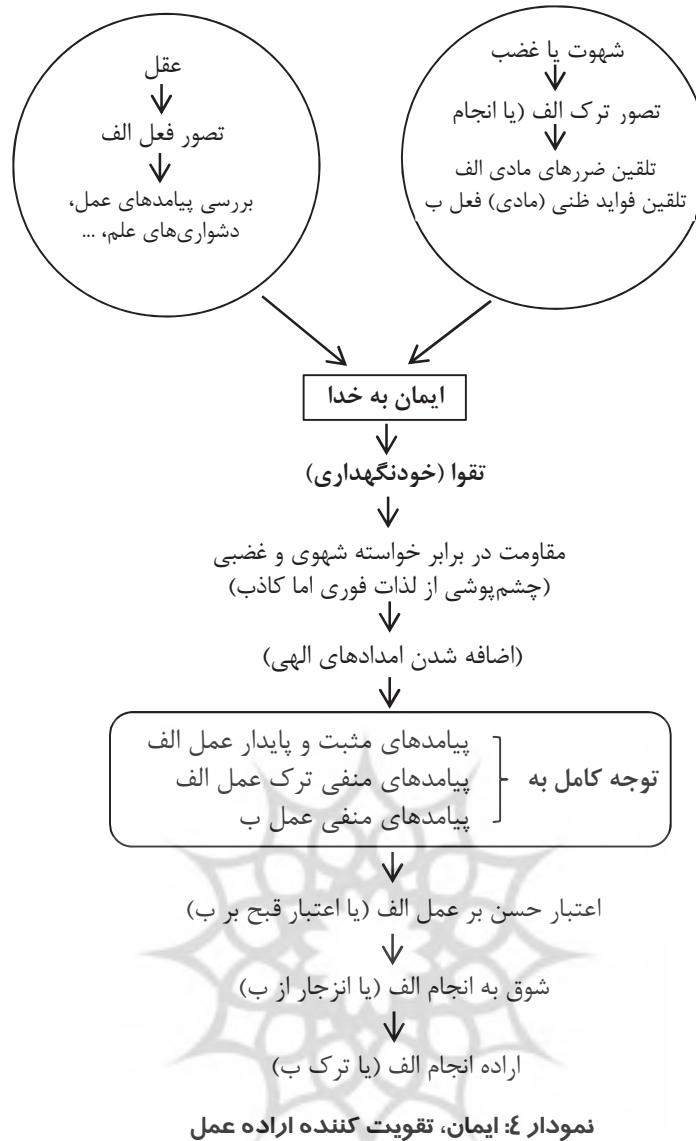 شهوت یا غضب
تصور ترک الف (یا انجام
تلقین ضررهای مادی الف
تلقین فواید ظنی (مادی) فعل ب
عقل
تصور فعل الف
بررسی پیامدهای عمل،
دشواری‌های علم، ...
ایمان به خدا
تقوا (خودنگهداری)
مقاومت در برابر خواسته شهوی و غضبی
(چشم‌پوشی از لذات فوری اما کاذب)
(اضافه شدن امدادهای الهی)
توجه کامل به
پیامدهای مثبت و پایدار عمل الف
پیامدهای منفی ترک عمل الف
پیامدهای منفی عمل ب
اعتبار حسن بر عمل الف (یا اعتبار قبح بر ب)
شوق به انجام الف (یا انزجار از ب)
اراده انجام الف (یا ترک ب)
نمودار ٤: ایمان، تقویت کننده اراده عمل